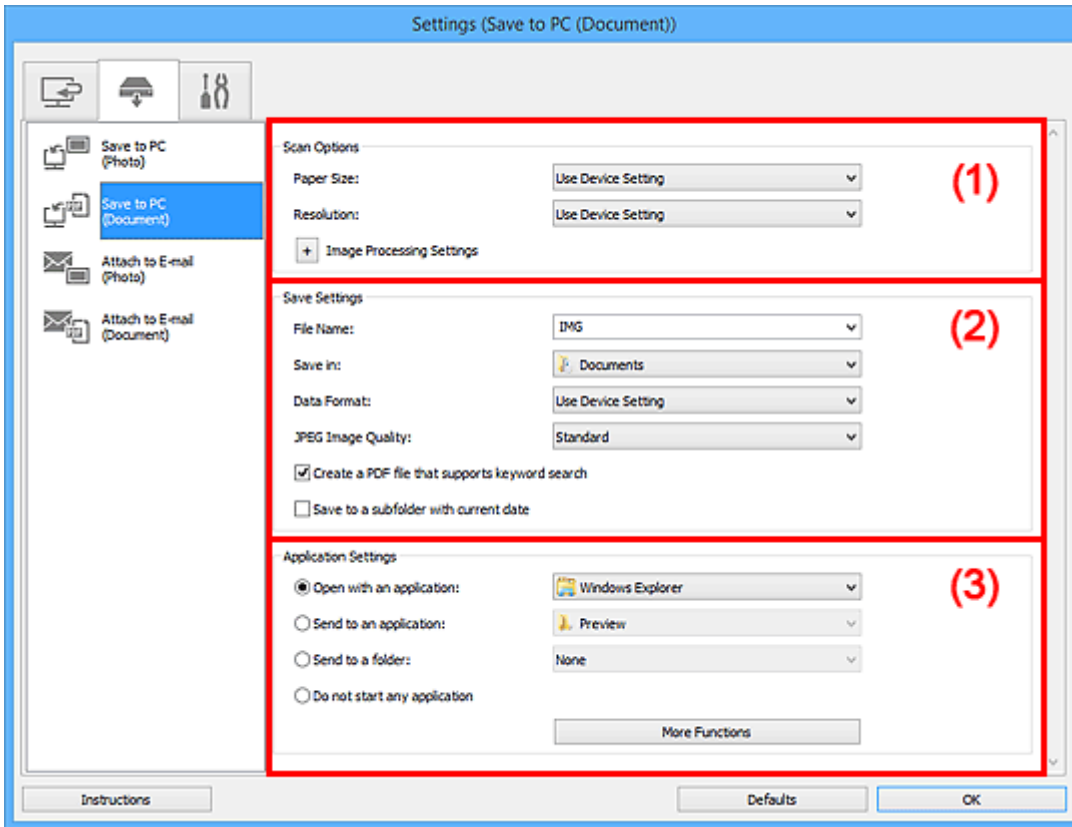 Settings (Save to PC (Document))
Save to PC
(Photo)
Save to PC
(Document)
Attach to E-mail
(Photo)
Attach to E-mail
(Document)
Scan Options
(1)
Paper Size: Use Device Setting
Resolution: Use Device Setting
+ Image Processing Settings
Save Settings
(2)
File Name: IMG
Save in: Documents
Data Format: Use Device Setting
JPEG Image Quality: Standard
Create a PDF file that supports keyword search
Save to a subfolder with current date
Application Settings
(3)
Open with an application: Windows Explorer
Send to an application: Preview
Send to a folder: None
Do not start any application
More Functions
Instructions Defaults OK